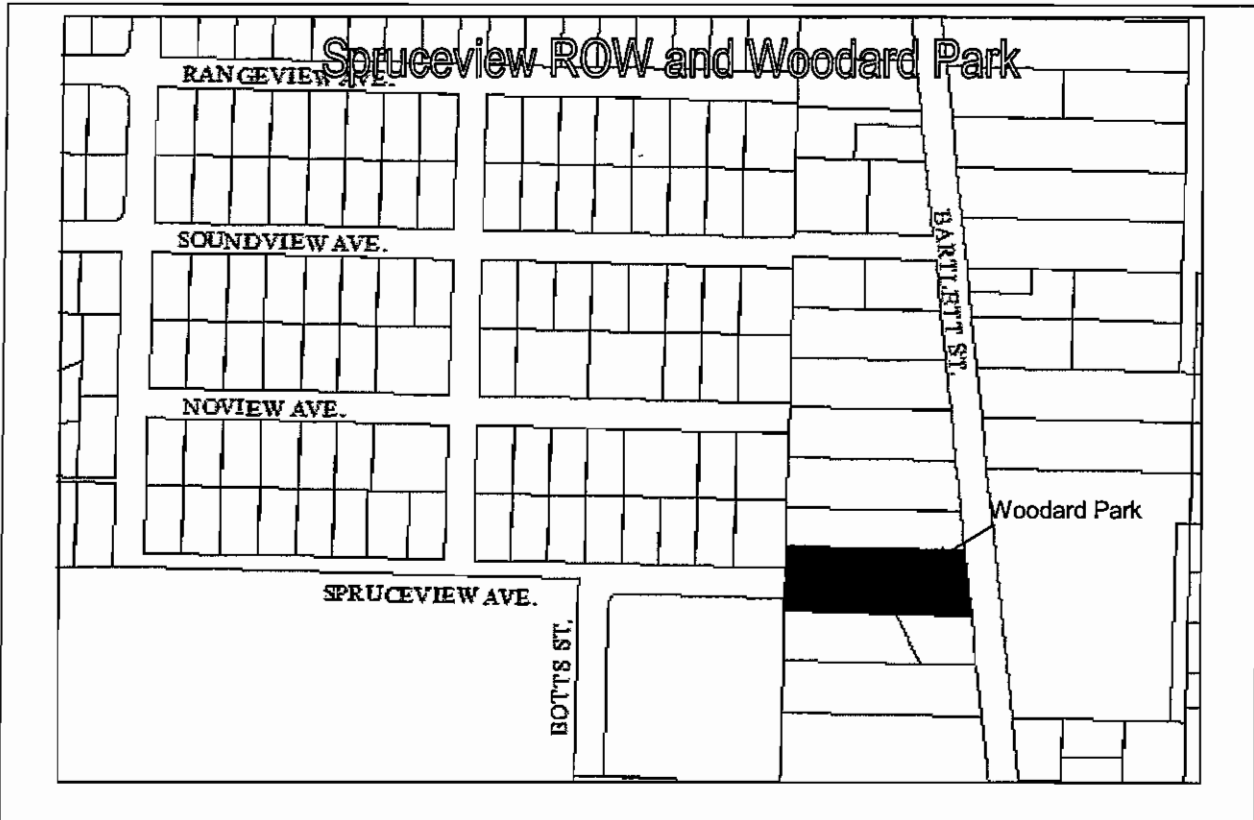 Spruceview ROW and Woodard Park
RANGEVIEW AVE.
SOUNDVIEW AVE.
BARTLETT ST.
NOVIEW AVE.
Woodard Park
SPRUCEVIEW AVE.
BOTTS ST.